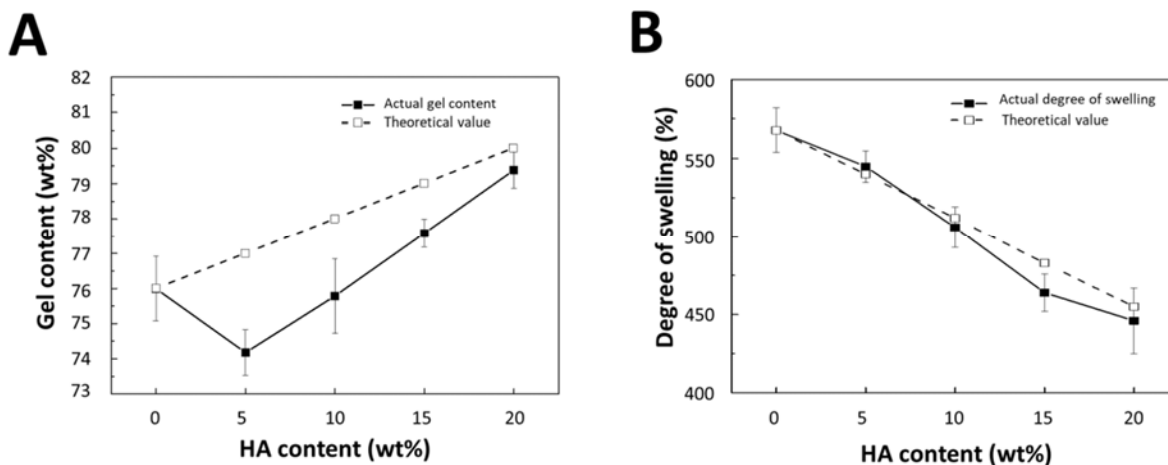 A
Gel content (wt%)
82
81
80
79
78
77
76
75
74
73
Actual gel content
Theoretical value
0 5 10 15 20
HA content (wt%)
B
Degree of swelling (%)
600
550
500
450
400
Actual degree of swelling
Theoretical value
0 5 10 15 20
HA content (wt%)